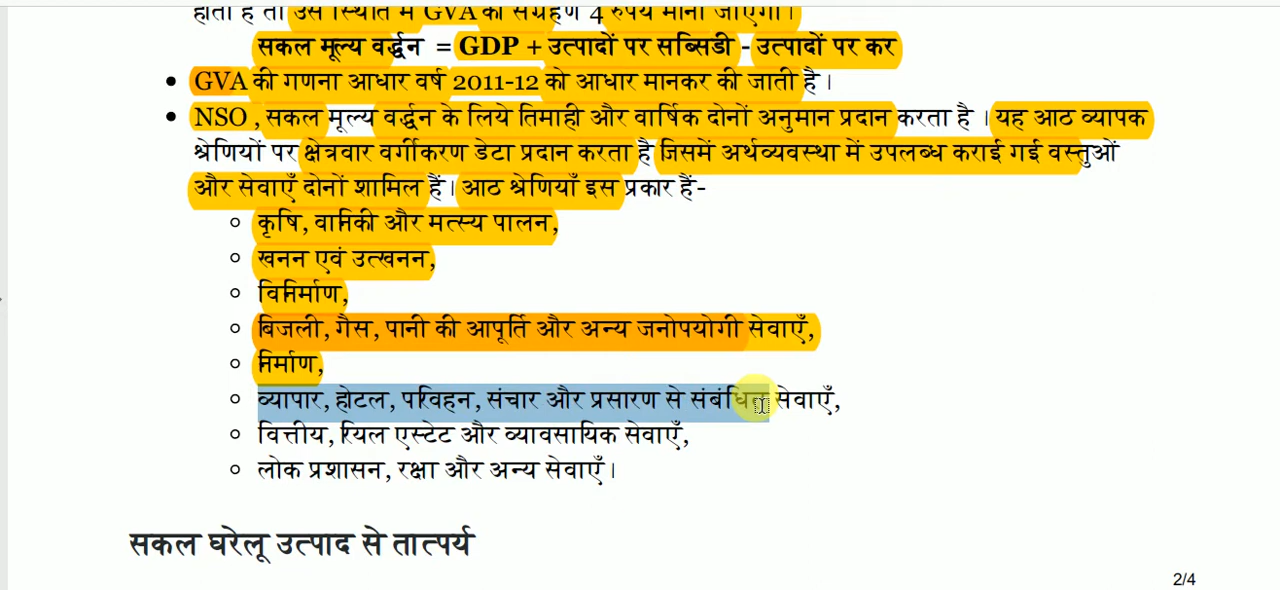 होता है तो उस स्थिति में GVA का संग्रहण 4 रुपये माना जाएगा।
सकल मूल्य वर्द्धन = GDP + उत्पादों पर सब्सिडी - उत्पादों पर कर
• GVA की गणना आधार वर्ष 2011-12 को आधार मानकर की जाती है।
• NSO , सकल मूल्य वर्द्धन के लिये तिमाही और वार्षिक दोनों अनुमान प्रदान करता है । यह आठ व्यापक
श्रेणियों पर क्षेत्रवार वर्गीकरण डेटा प्रदान करता है जिसमें अर्थव्यवस्था में उपलब्ध कराई गई वस्तुओं
और सेवाएँ दोनों शामिल हैं। आठ श्रेणियाँ इस प्रकार हैं-
○ कृषि, वानिकी और मत्स्य पालन,
○ खनन एवं उत्खनन,
○ विनिर्माण,
○ बिजली, गैस, पानी की आपूर्ति और अन्य जनोपयोगी सेवाएँ,
○ निर्माण,
○ व्यापार, होटल, परिवहन, संचार और प्रसारण से संबंधित सेवाएँ,
○ वित्तीय, रियल एस्टेट और व्यावसायिक सेवाएँ,
○ लोक प्रशासन, रक्षा और अन्य सेवाएँ।
सकल घरेलू उत्पाद से तात्पर्य
2/4